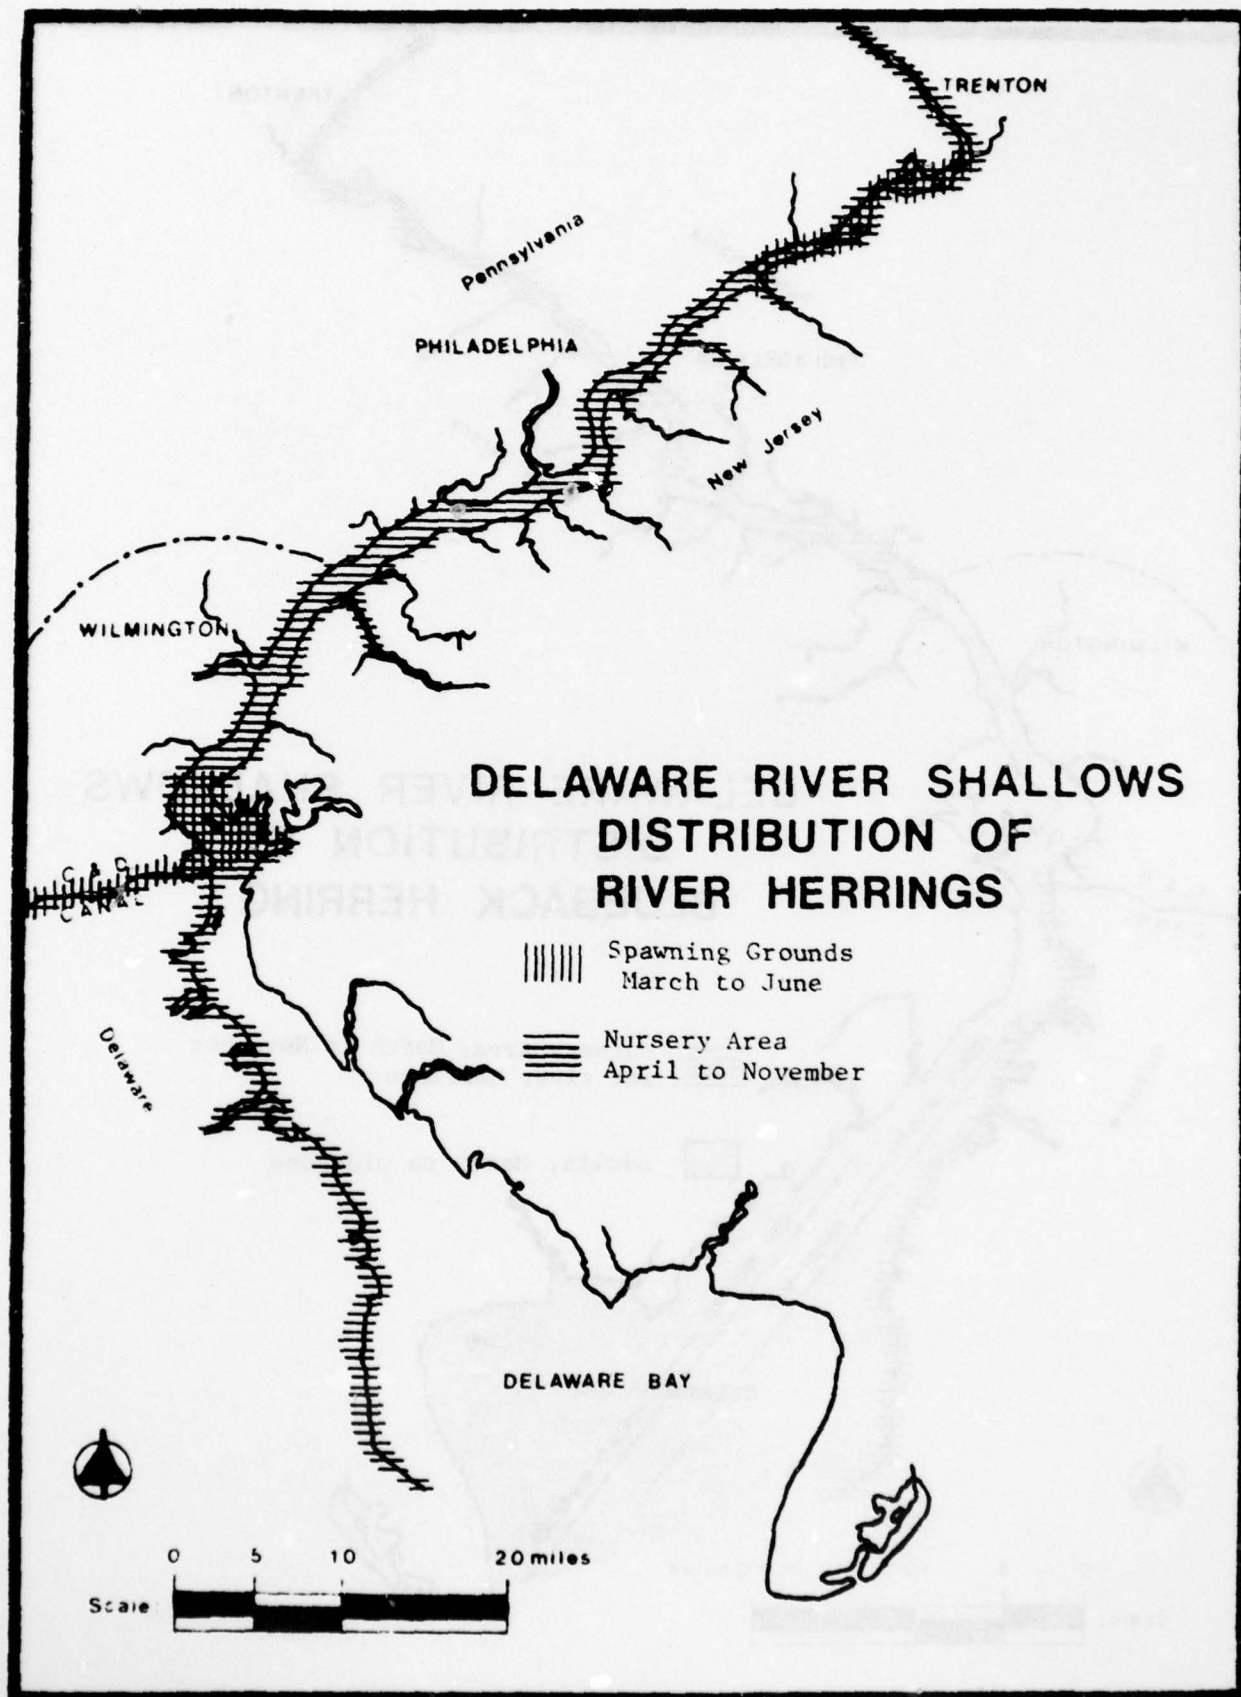 TRENTON
Pennsylvania
PHILADELPHIA
New Jersey
WILMINGTON
DELAWARE RIVER SHALLOWS
DISTRIBUTION OF
RIVER HERRINGS
C & D
CANAL
Spawning Grounds
March to June
Nursery Area
April to November
Delaware
DELAWARE BAY
0 5 10 20 miles
Scale